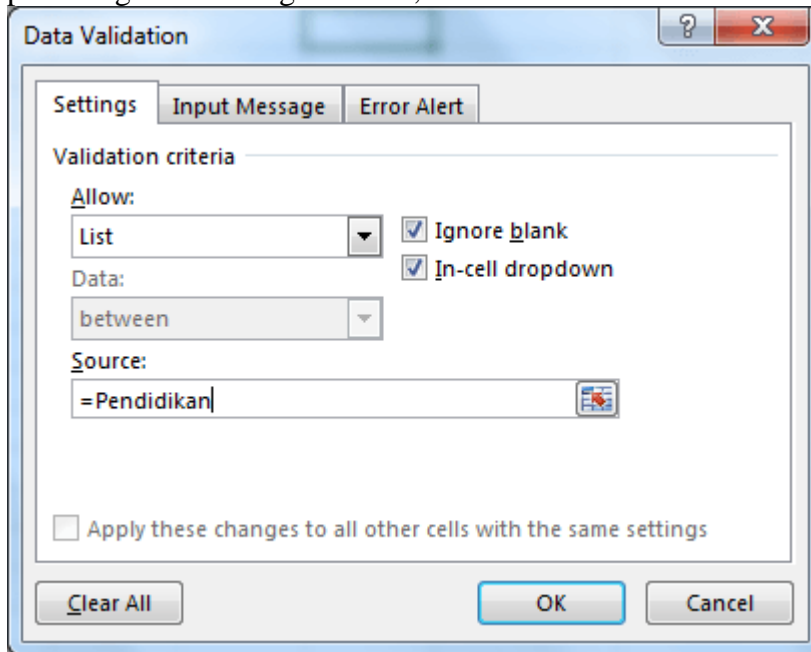 Data Validation
Settings Input Message Error Alert
Validation criteria
Allow:
List
Ignore blank
In-cell dropdown
Data:
between
Source:
=Pendidikan
Apply these changes to all other cells with the same settings
Clear All OK Cancel